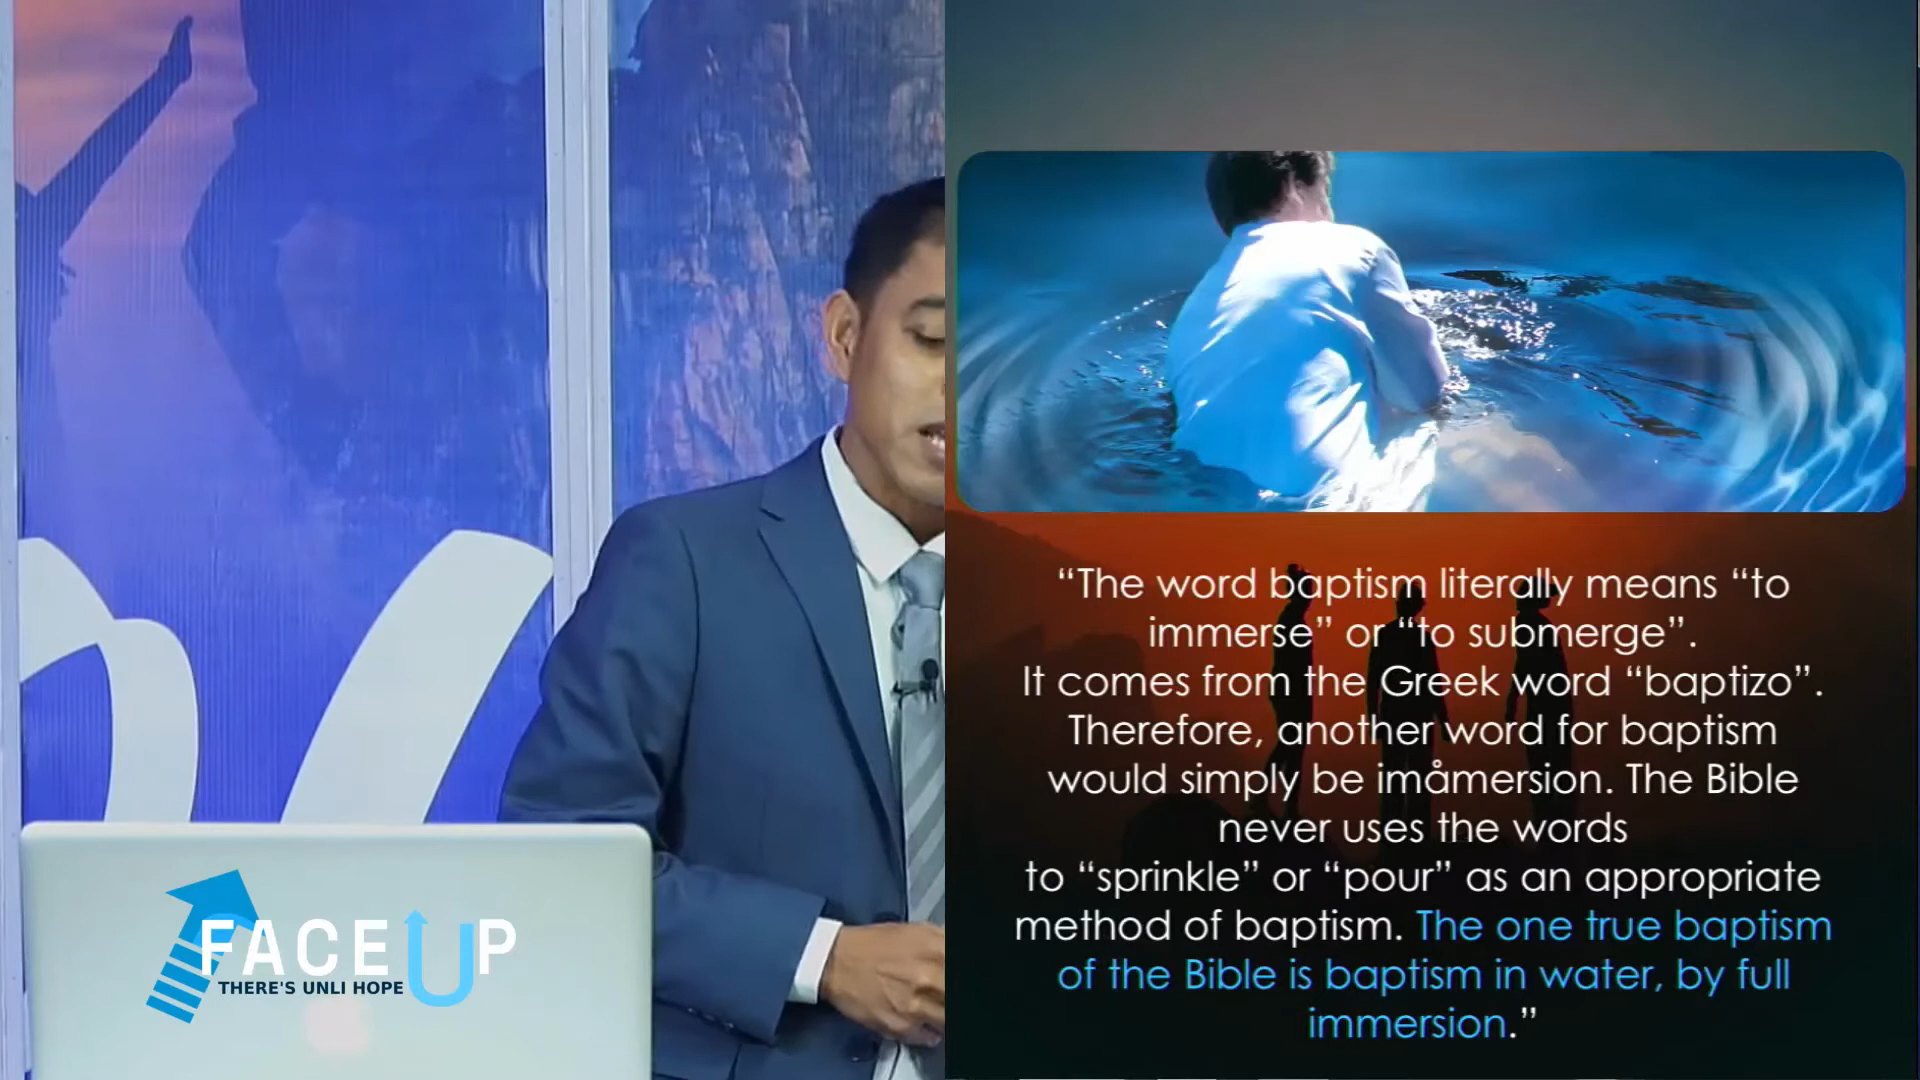 FACE UP
THERE'S UNLI HOPE
“The word baptism literally means “to
immerse” or “to submerge”.
It comes from the Greek word “baptizo”.
Therefore, another word for baptism
would simply be imåmersion. The Bible
never uses the words
to “sprinkle” or “pour” as an appropriate
method of baptism. The one true baptism
of the Bible is baptism in water, by full
immersion.”